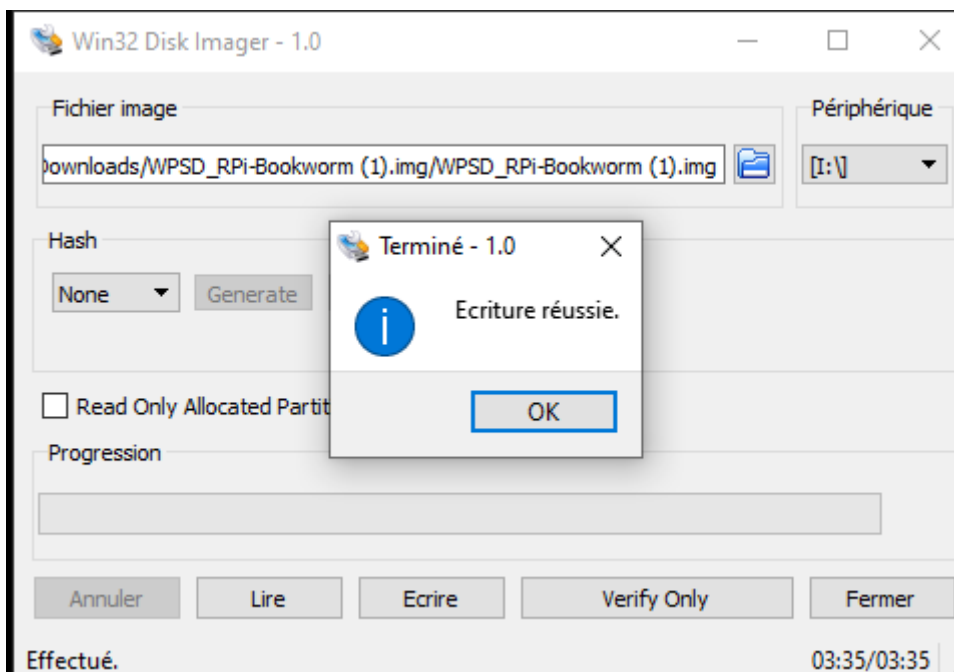 Win32 Disk Imager - 1.0
Fichier image
Périphérique
Downloads/WPSD_RPi-Bookworm (1).img/WPSD_RPi-Bookworm (1).img
[I:\]
Hash
Terminé - 1.0
None
Generate
Ecriture réussie.
OK
Read Only Allocated Partit
Progression
Annuler
Lire
Ecrire
Verify Only
Fermer
Effectué.
03:35/03:35